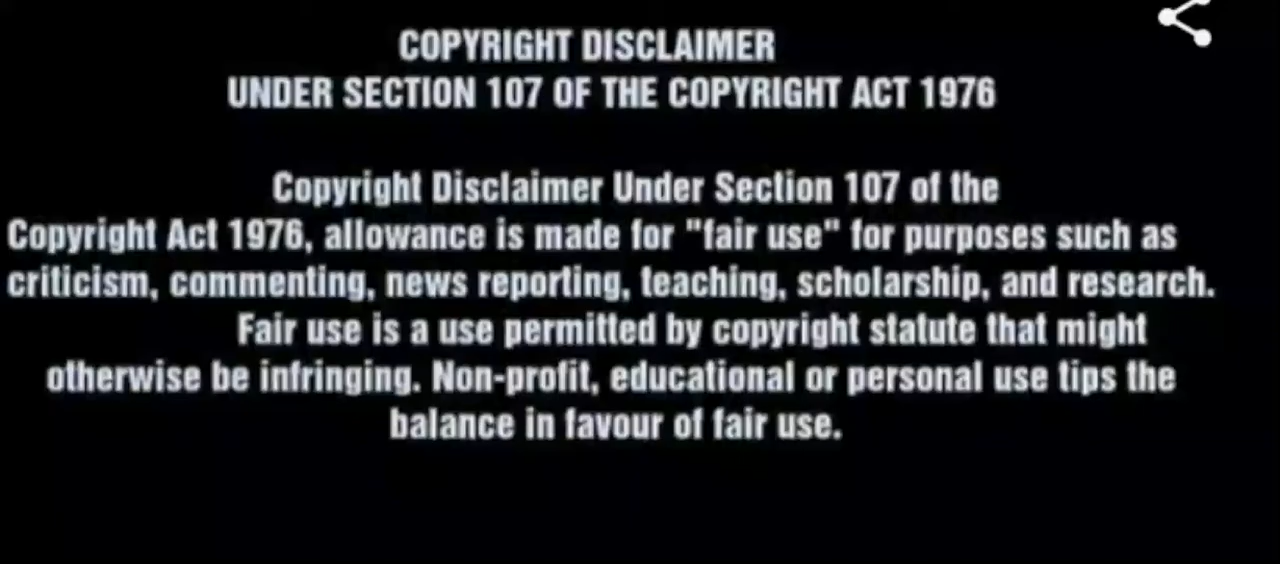 COPYRIGHT DISCLAIMER
UNDER SECTION 107 OF THE COPYRIGHT ACT 1976
Copyright Disclaimer Under Section 107 of the
Copyright Act 1976, allowance is made for "fair use" for purposes such as
criticism, commenting, news reporting, teaching, scholarship, and research.
Fair use is a use permitted by copyright statute that might
otherwise be infringing. Non-profit, educational or personal use tips the
balance in favour of fair use.